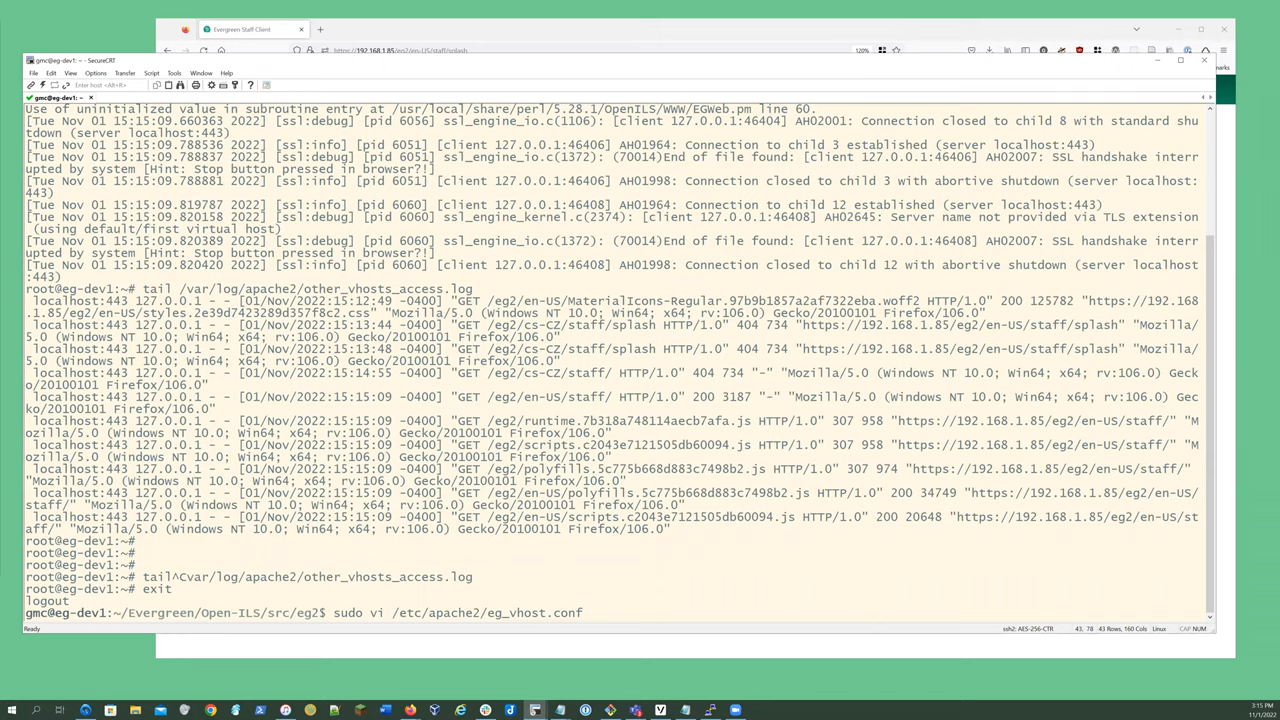 Evergreen Staff Client
https://192.168.1.85/eg2/en-US/staff/splash
120%
gmc@eg-dev1: ~ - SecureCRT
File Edit View Options Transfer Script Tools Window Help
Enter host <Alt+R>
gmc@eg-dev1: ~
Use of uninitialized value in subroutine entry at /usr/local/share/perl/5.28.1/OpenILS/WWW/EGWeb.pm line 60.
[Tue Nov 01 15:15:09.660363 2022] [ssl:debug] [pid 6056] ssl_engine_io.c(1106): [client 127.0.0.1:46404] AH02001: Connection closed to child 8 with standard shu
tdown (server localhost:443)
[Tue Nov 01 15:15:09.788536 2022] [ssl:info] [pid 6051] [client 127.0.0.1:46406] AH01964: Connection to child 3 established (server localhost:443)
[Tue Nov 01 15:15:09.788837 2022] [ssl:debug] [pid 6051] ssl_engine_io.c(1372): (70014)End of file found: [client 127.0.0.1:46406] AH02007: SSL handshake interr
upted by system [Hint: Stop button pressed in browser?!]
[Tue Nov 01 15:15:09.788881 2022] [ssl:info] [pid 6051] [client 127.0.0.1:46406] AH01998: Connection closed to child 3 with abortive shutdown (server localhost:
443)
[Tue Nov 01 15:15:09.819787 2022] [ssl:info] [pid 6060] [client 127.0.0.1:46408] AH01964: Connection to child 12 established (server localhost:443)
[Tue Nov 01 15:15:09.820158 2022] [ssl:debug] [pid 6060] ssl_engine_kernel.c(2374): [client 127.0.0.1:46408] AH02645: Server name not provided via TLS extension
(using default/first virtual host)
[Tue Nov 01 15:15:09.820389 2022] [ssl:debug] [pid 6060] ssl_engine_io.c(1372): (70014)End of file found: [client 127.0.0.1:46408] AH02007: SSL handshake interr
upted by system [Hint: Stop button pressed in browser?!]
[Tue Nov 01 15:15:09.820420 2022] [ssl:info] [pid 6060] [client 127.0.0.1:46408] AH01998: Connection closed to child 12 with abortive shutdown (server localhost
:443)
root@eg-dev1:~# tail /var/log/apache2/other_vhosts_access.log
localhost:443 127.0.0.1 - - [01/Nov/2022:15:12:49 -0400] "GET /eg2/en-US/MaterialIcons-Regular.97b9b1857a2af7322eba.woff2 HTTP/1.0" 200 125782 "https://192.168
.1.85/eg2/en-US/styles.2e39d7423289d357f8c2.css" "Mozilla/5.0 (Windows NT 10.0; Win64; x64; rv:106.0) Gecko/20100101 Firefox/106.0"
localhost:443 127.0.0.1 - - [01/Nov/2022:15:13:44 -0400] "GET /eg2/cs-CZ/staff/splash HTTP/1.0" 404 734 "https://192.168.1.85/eg2/en-US/staff/splash" "Mozilla/
5.0 (Windows NT 10.0; Win64; x64; rv:106.0) Gecko/20100101 Firefox/106.0"
localhost:443 127.0.0.1 - - [01/Nov/2022:15:13:48 -0400] "GET /eg2/cs-CZ/staff/splash HTTP/1.0" 404 734 "https://192.168.1.85/eg2/en-US/staff/splash" "Mozilla/
5.0 (Windows NT 10.0; Win64; x64; rv:106.0) Gecko/20100101 Firefox/106.0"
localhost:443 127.0.0.1 - - [01/Nov/2022:15:14:55 -0400] "GET /eg2/cs-CZ/staff/ HTTP/1.0" 404 734 "-" "Mozilla/5.0 (Windows NT 10.0; Win64; x64; rv:106.0) Geck
o/20100101 Firefox/106.0"
localhost:443 127.0.0.1 - - [01/Nov/2022:15:15:09 -0400] "GET /eg2/en-US/staff/ HTTP/1.0" 200 3187 "-" "Mozilla/5.0 (Windows NT 10.0; Win64; x64; rv:106.0) Gec
ko/20100101 Firefox/106.0"
localhost:443 127.0.0.1 - - [01/Nov/2022:15:15:09 -0400] "GET /eg2/runtime.7b318a748114aecb7afa.js HTTP/1.0" 307 958 "https://192.168.1.85/eg2/en-US/staff/" "M
ozilla/5.0 (Windows NT 10.0; Win64; x64; rv:106.0) Gecko/20100101 Firefox/106.0"
localhost:443 127.0.0.1 - - [01/Nov/2022:15:15:09 -0400] "GET /eg2/scripts.c2043e7121505db60094.js HTTP/1.0" 307 958 "https://192.168.1.85/eg2/en-US/staff/" "M
ozilla/5.0 (Windows NT 10.0; Win64; x64; rv:106.0) Gecko/20100101 Firefox/106.0"
localhost:443 127.0.0.1 - - [01/Nov/2022:15:15:09 -0400] "GET /eg2/polyfills.5c775b668d883c7498b2.js HTTP/1.0" 307 974 "https://192.168.1.85/eg2/en-US/staff/"
"Mozilla/5.0 (Windows NT 10.0; Win64; x64; rv:106.0) Gecko/20100101 Firefox/106.0"
localhost:443 127.0.0.1 - - [01/Nov/2022:15:15:09 -0400] "GET /eg2/en-US/polyfills.5c775b668d883c7498b2.js HTTP/1.0" 200 34749 "https://192.168.1.85/eg2/en-US/
staff/" "Mozilla/5.0 (Windows NT 10.0; Win64; x64; rv:106.0) Gecko/20100101 Firefox/106.0"
localhost:443 127.0.0.1 - - [01/Nov/2022:15:15:09 -0400] "GET /eg2/en-US/scripts.c2043e7121505db60094.js HTTP/1.0" 200 20648 "https://192.168.1.85/eg2/en-US/st
aff/" "Mozilla/5.0 (Windows NT 10.0; Win64; x64; rv:106.0) Gecko/20100101 Firefox/106.0"
root@eg-dev1:~#
root@eg-dev1:~#
root@eg-dev1:~#
root@eg-dev1:~# tail^Cvar/log/apache2/other_vhosts_access.log
root@eg-dev1:~# exit
logout
gmc@eg-dev1:~/Evergreen/Open-ILS/src/eg2$ sudo vi /etc/apache2/eg_vhost.conf
Ready
ssh2: AES-256-CTR 43, 78 43 Rows, 160 Cols Linux CAP NUM
3:15 PM
11/1/2022